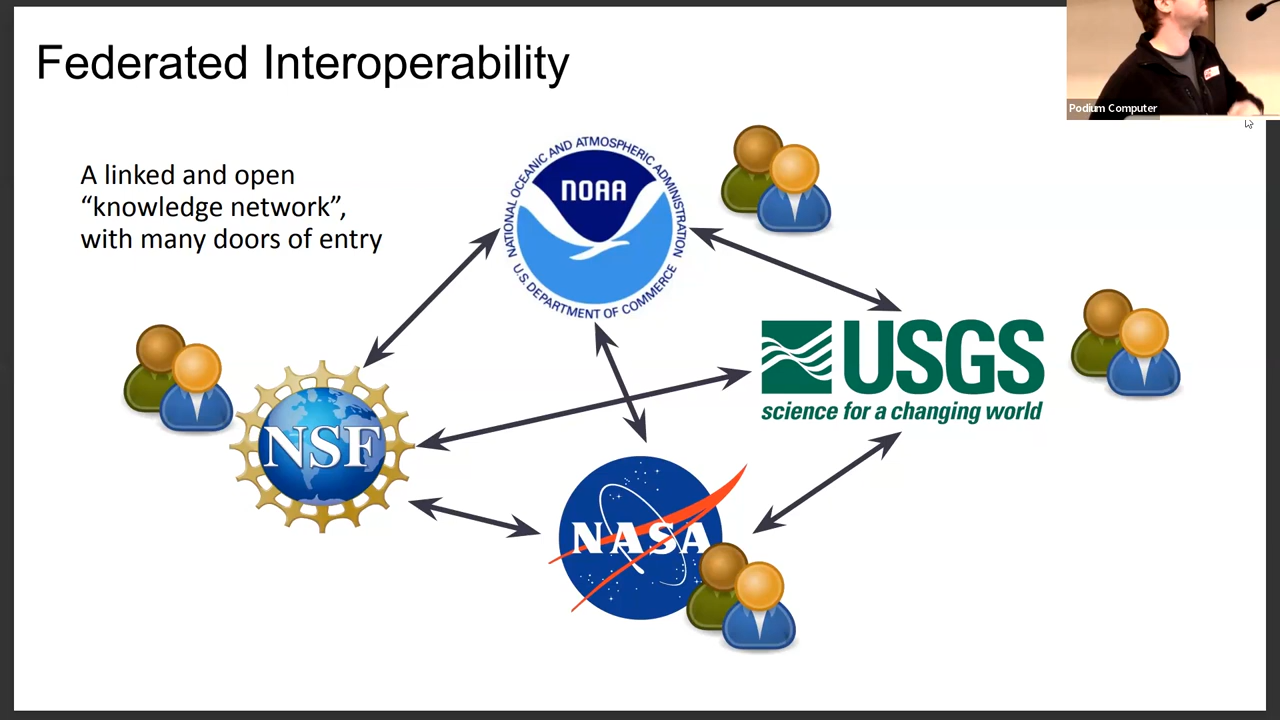 Federated Interoperability
Podium Computer
A linked and open
“knowledge network”,
with many doors of entry
NATIONAL OCEANIC AND ATMOSPHERIC ADMINISTRATION
NOAA
U.S. DEPARTMENT OF COMMERCE
USGS
science for a changing world
NSF
NASA